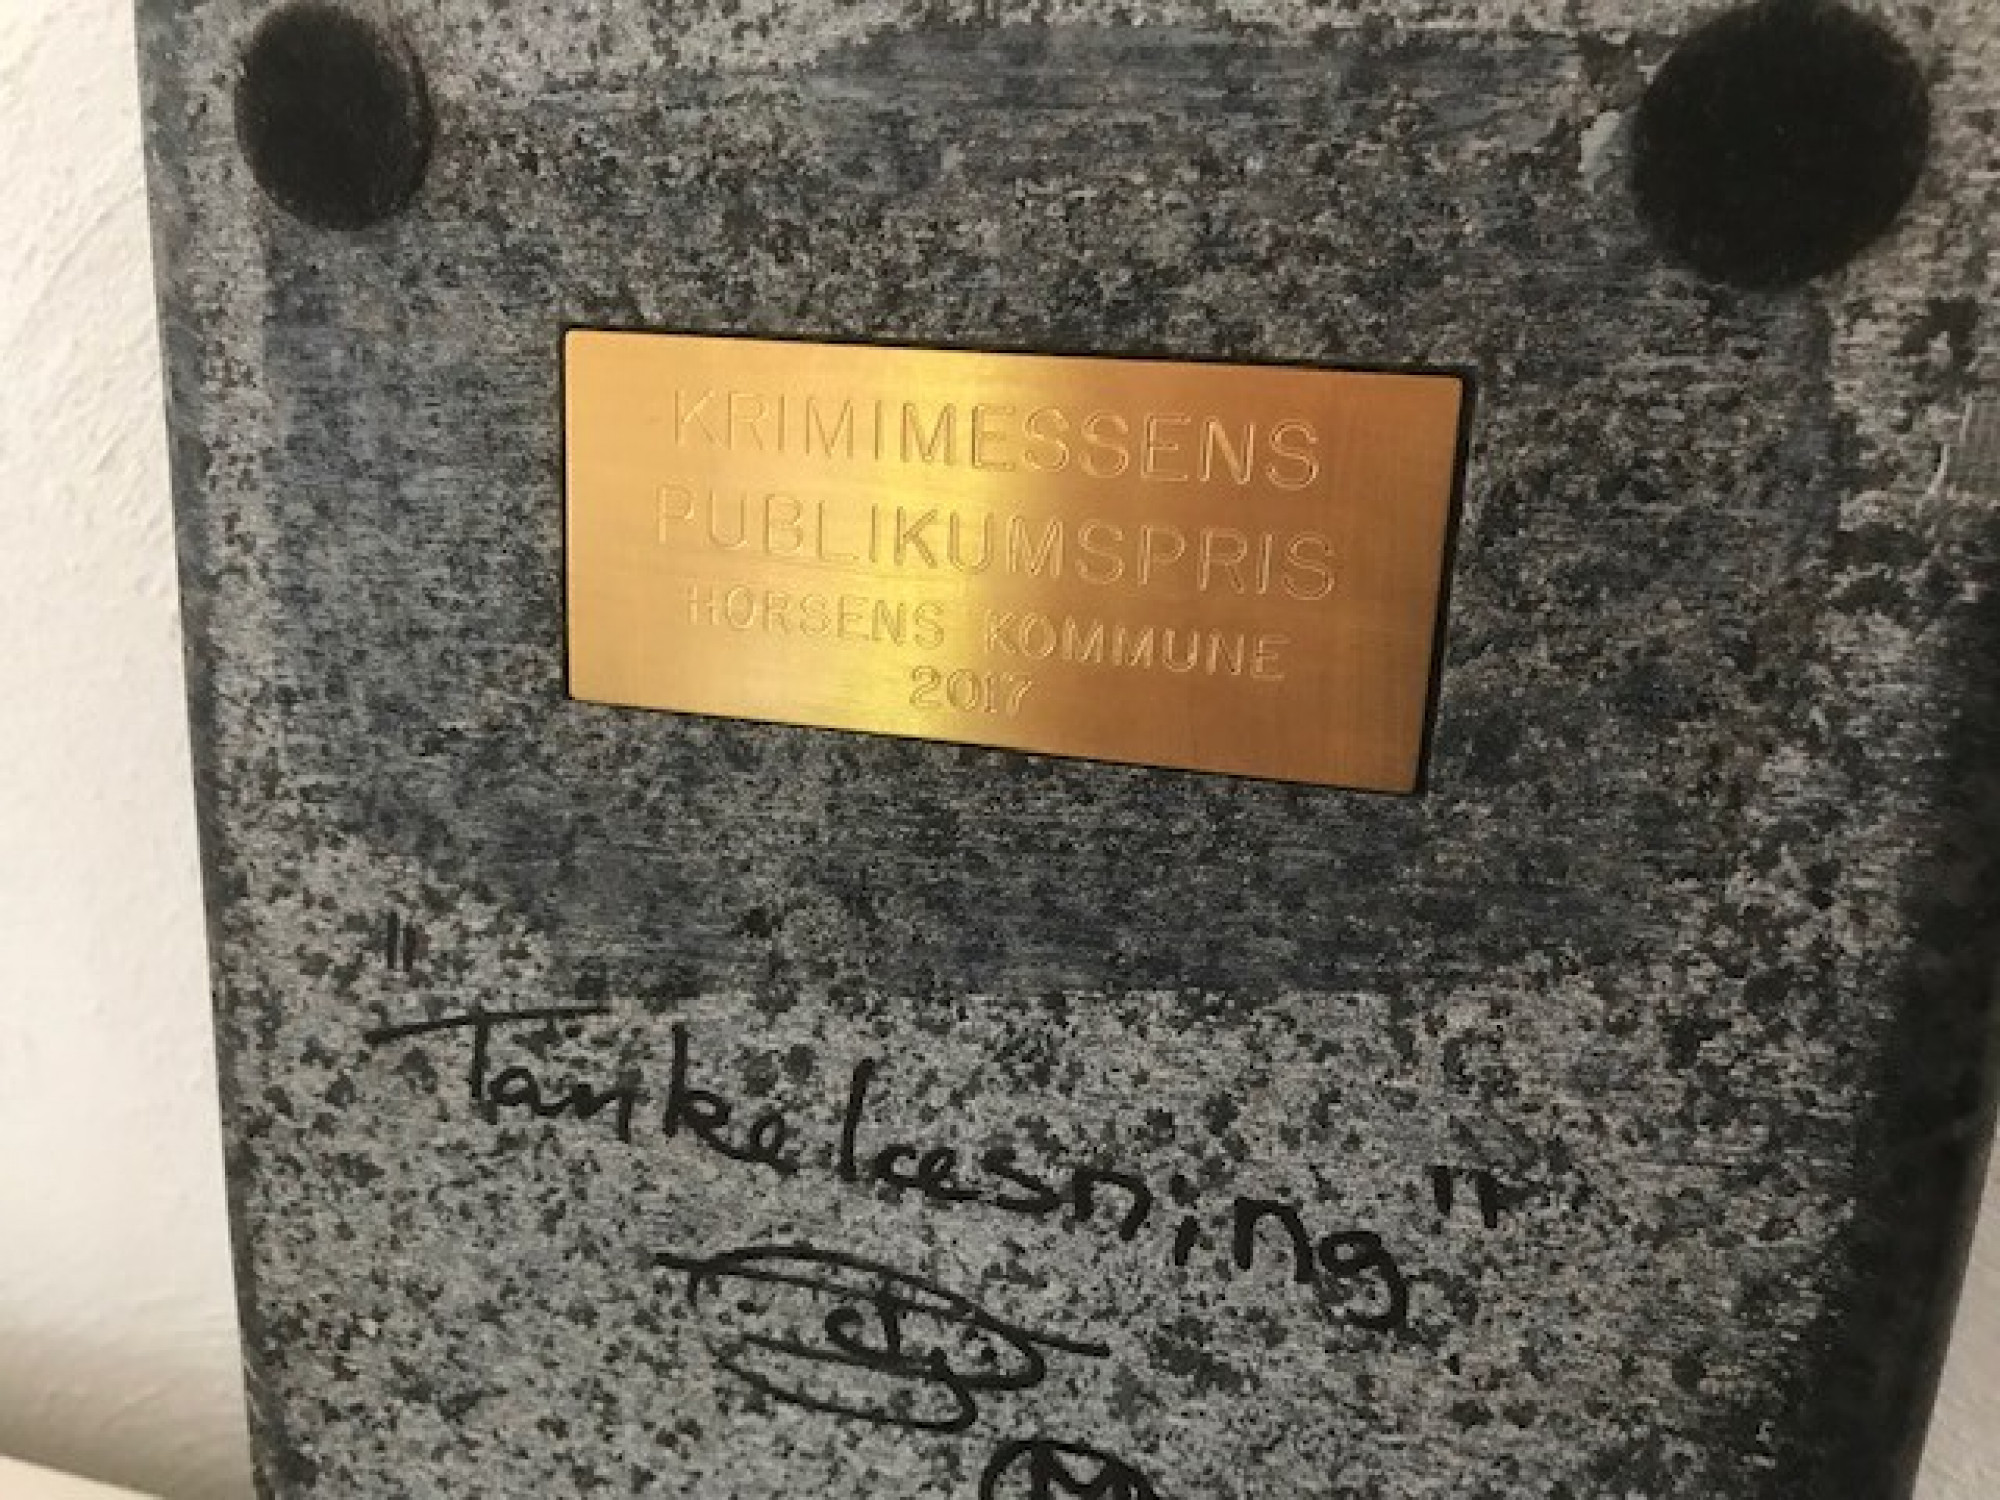 KRIMIMESSENS
PUBLIKUMSPRIS
HORSENS KOMMUNE
2017
"Tankelæsning"